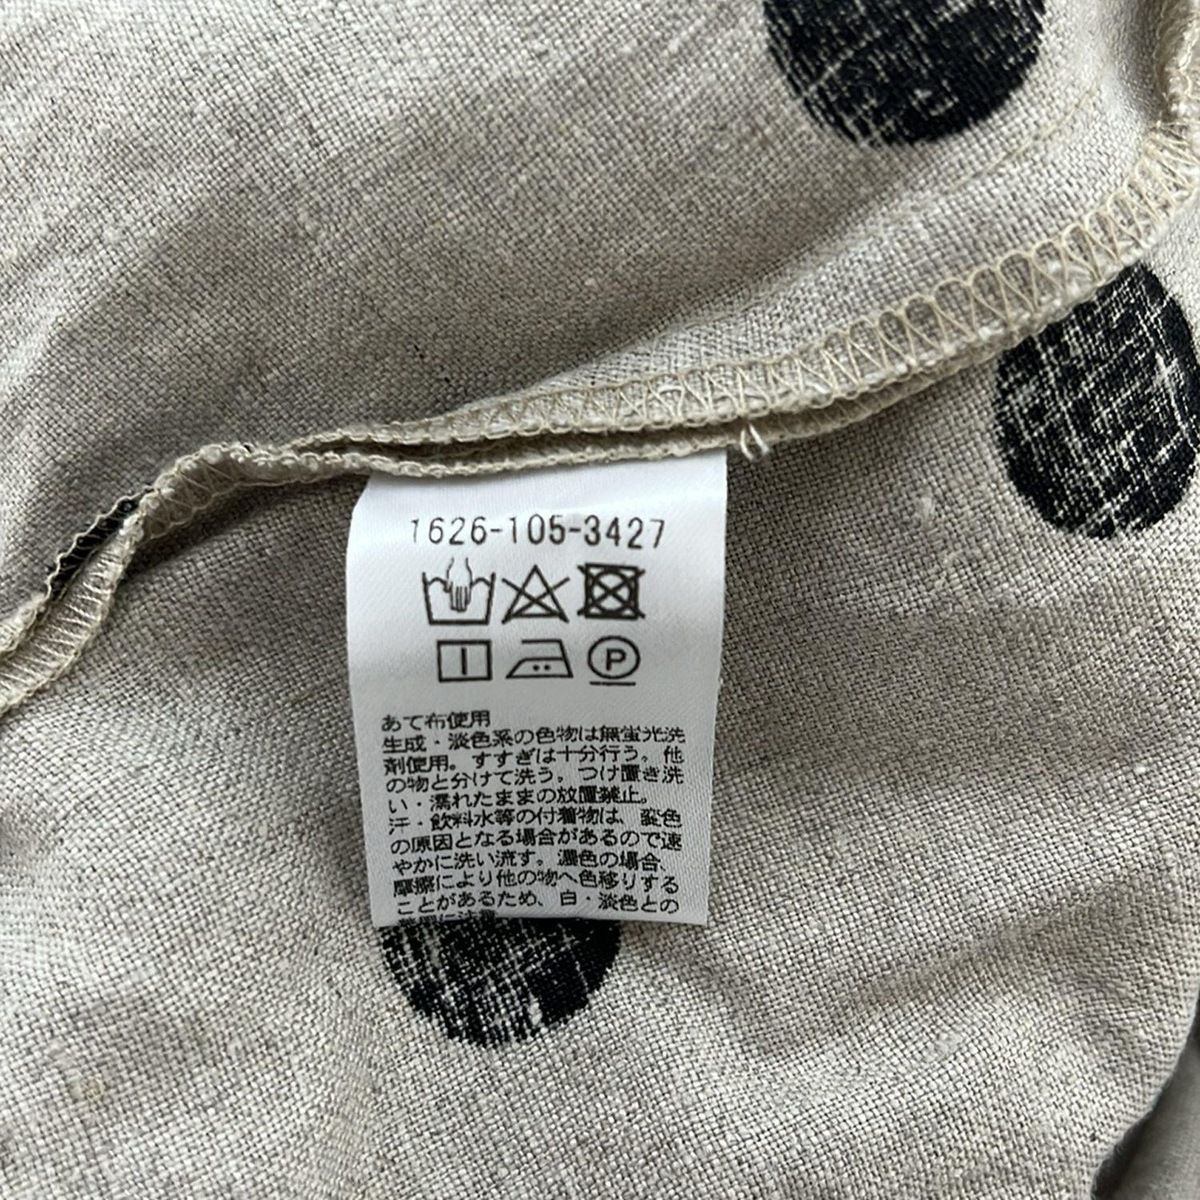 1626-105-3427
P
あて布使用
生成・淡色系の色物は無蛍光洗
剤使用。すすぎは十分行う。他
の物と分けて洗う。つけ置き洗
い・濡れたままの放置禁止。
汗・飲料水等の付着物は、変色
の原因となる場合があるので速
やかに洗い流す。濃色の場合、
摩擦により他の物へ色移りする
ことがあるため、白・淡色との